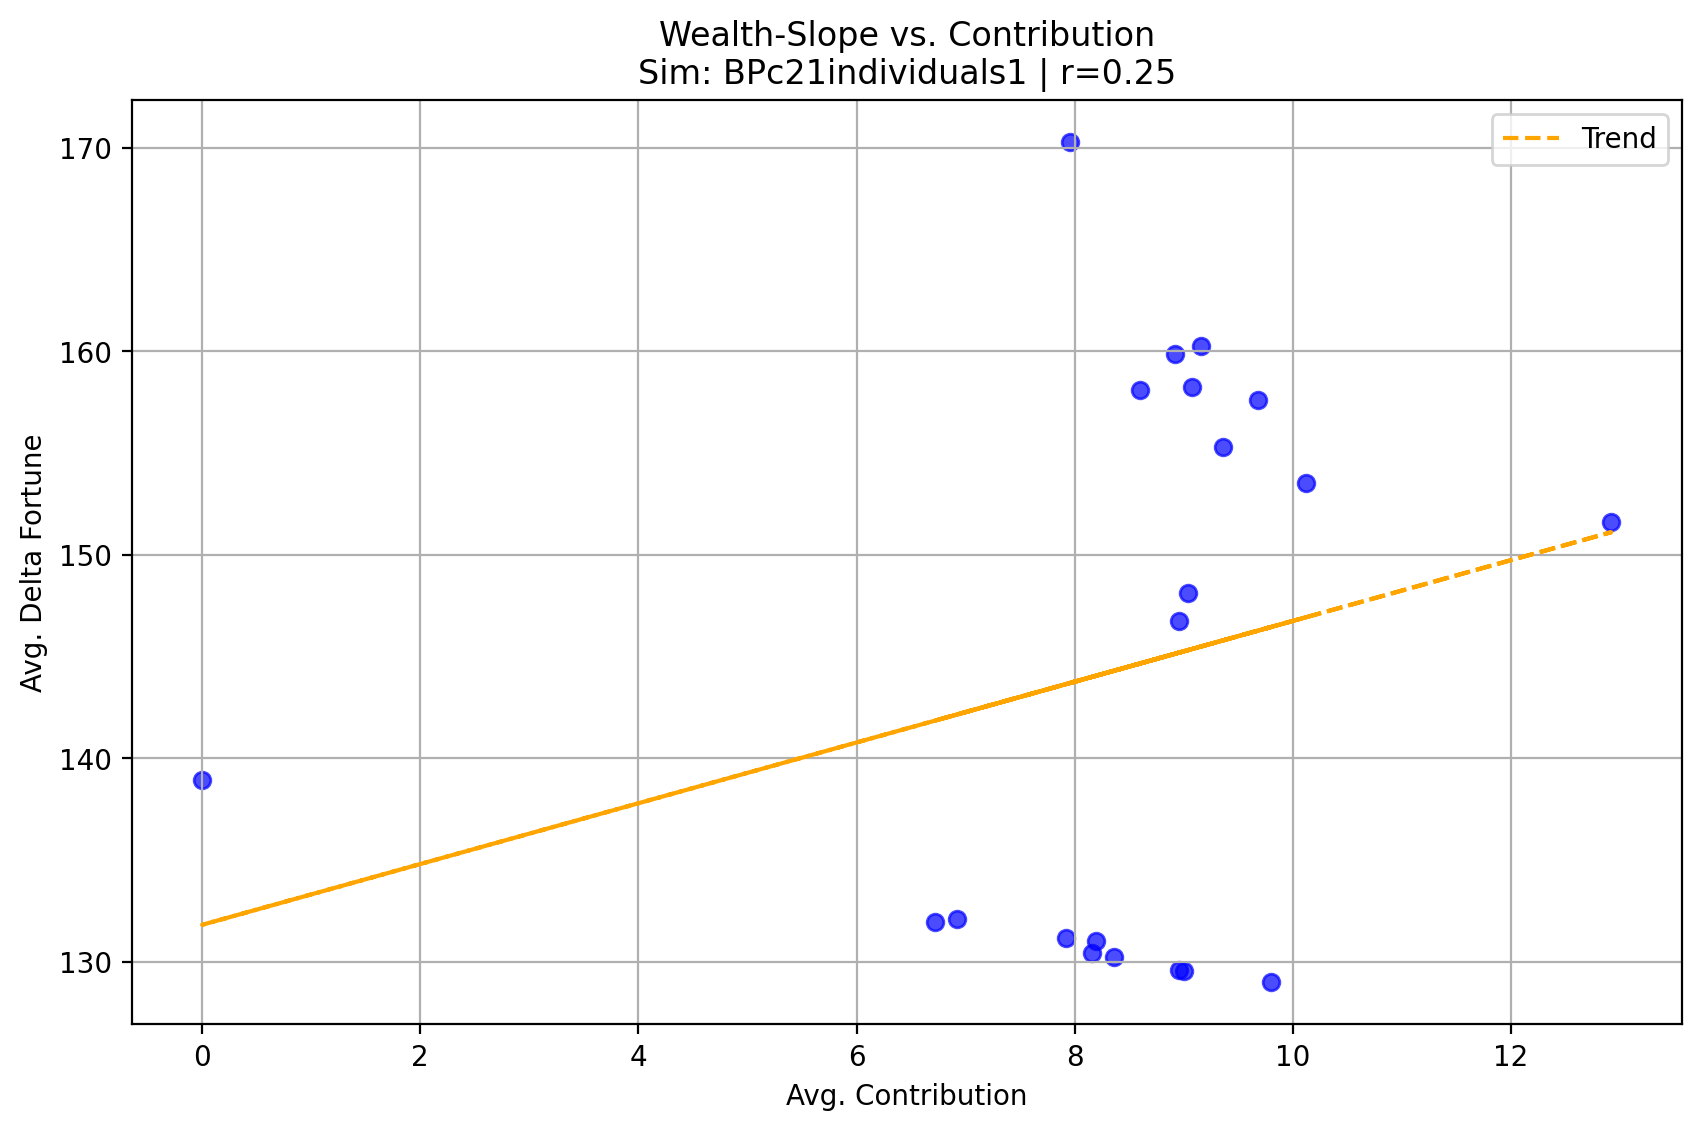 Wealth-Slope vs. Contribution
Sim: BPc21individuals1 | r=0.25
Trend
Avg. Delta Fortune
170
160
150
140
130
0 2 4 6 8 10 12
Avg. Contribution